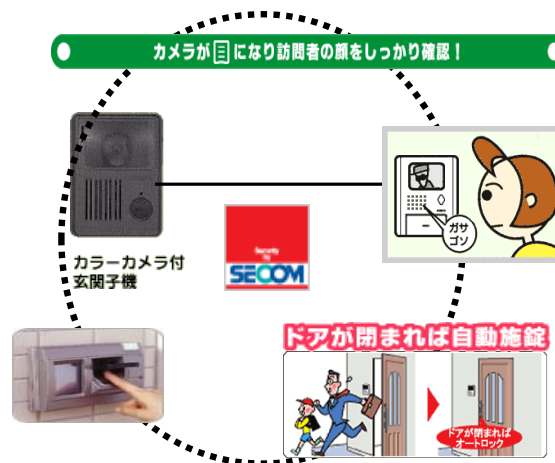 カメラが目になり訪問者の顔をしっかり確認！
ガサ
ゴソ
カラーカメラ付
玄関子機
Security
by
SECOM
ドアが閉まれば自動施錠
ドアが閉まれば
オートロック